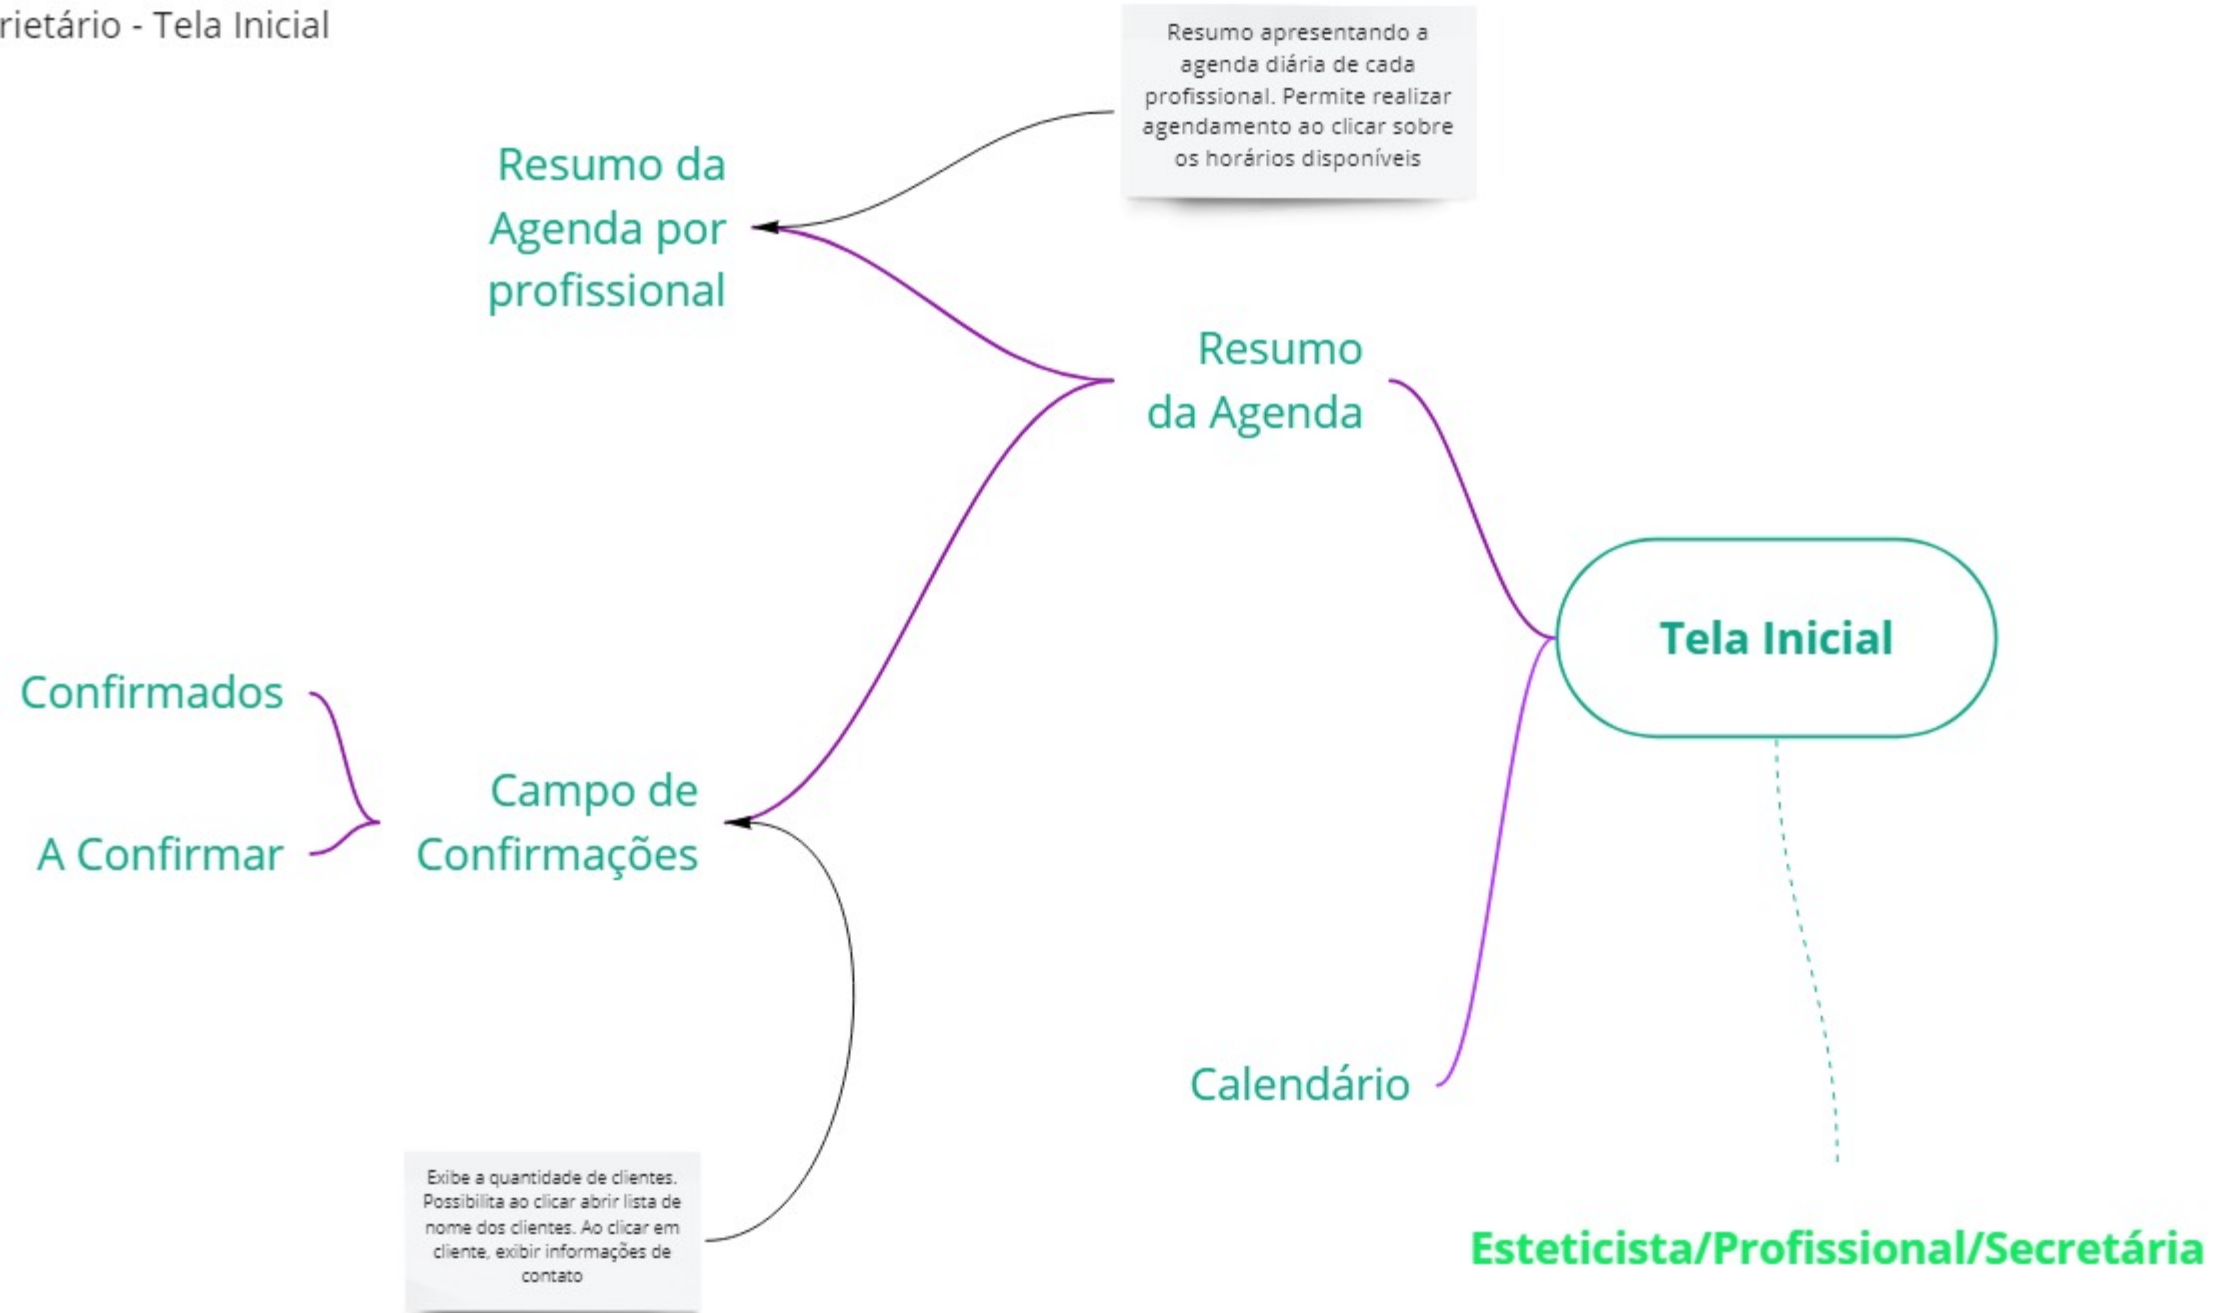 rietário - Tela Inicial
Resumo apresentando a
agenda diária de cada
profissional. Permite realizar
agendamento ao clicar sobre
os horários disponíveis
Resumo da
Agenda por
profissional
Resumo
da Agenda
Tela Inicial
Confirmados
A Confirmar
Campo de
Confirmações
Calendário
Exibe a quantidade de clientes.
Possibilita ao clicar abrir lista de
nome dos clientes. Ao clicar em
cliente, exibir informações de
contato
Esteticista/Profissional/Secretária